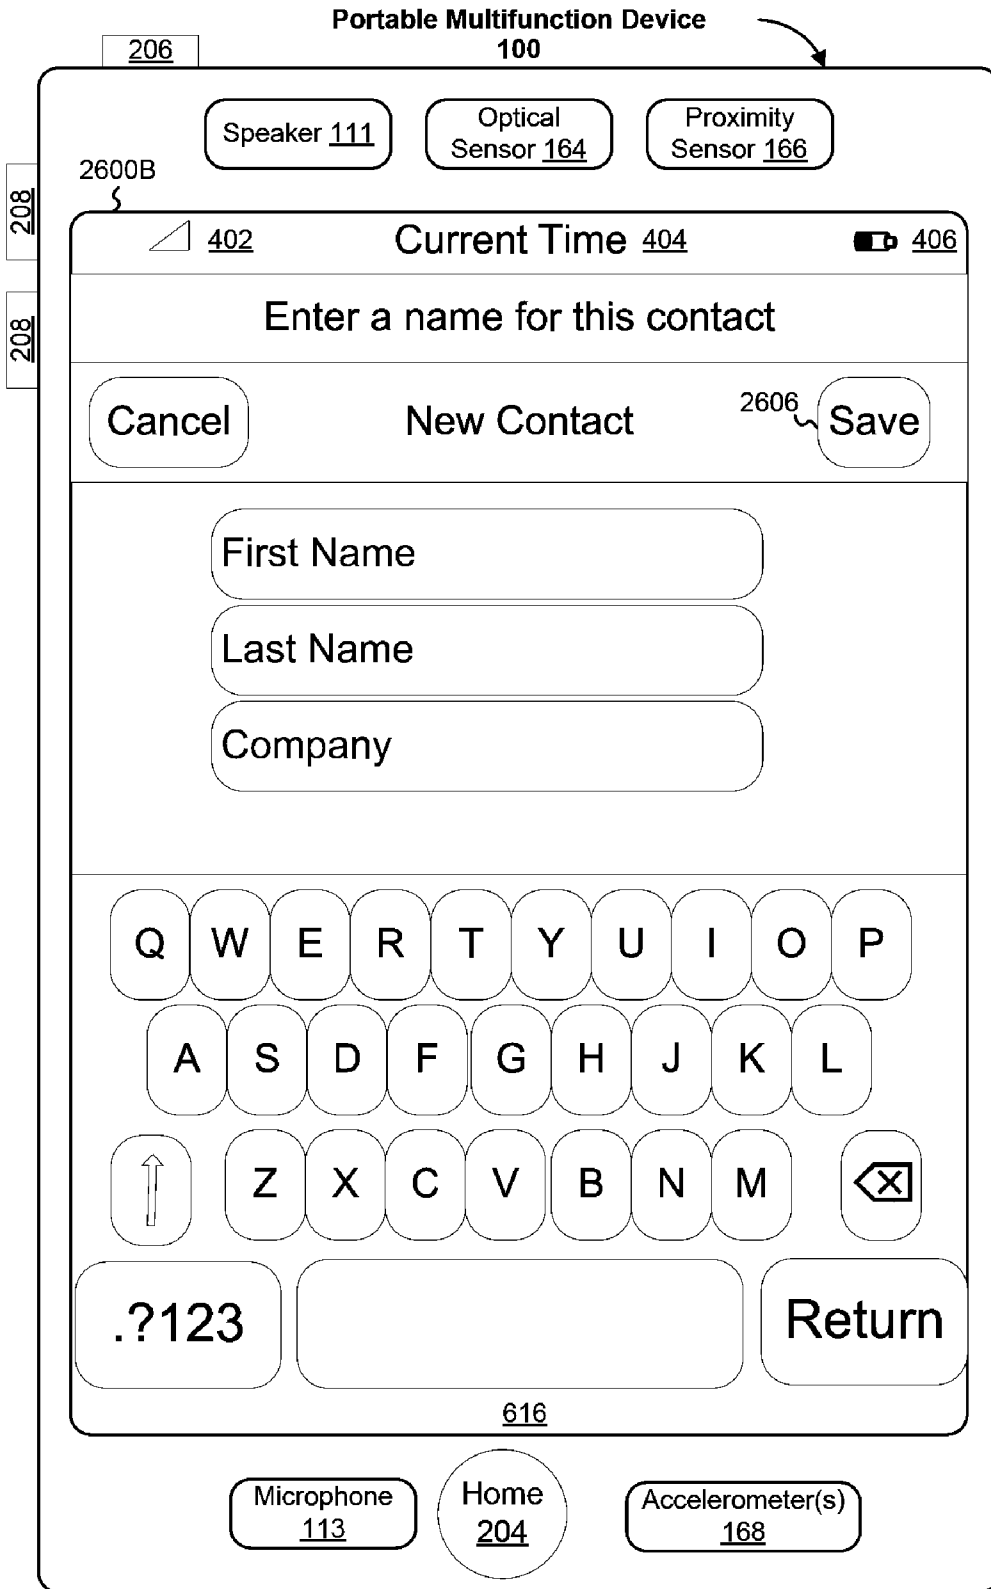 Portable Multifunction Device
100
206
Speaker 111
Optical
Sensor 164
Proximity
Sensor 166
2600B
208
208
402
Current Time 404
406
Enter a name for this contact
Cancel
New Contact
2606
Save
First Name
Last Name
Company
Q W E R T Y U I O P
A S D F G H J K L
Z X C V B N M
.?123
Return
616
Microphone
113
Home
204
Accelerometer(s)
168